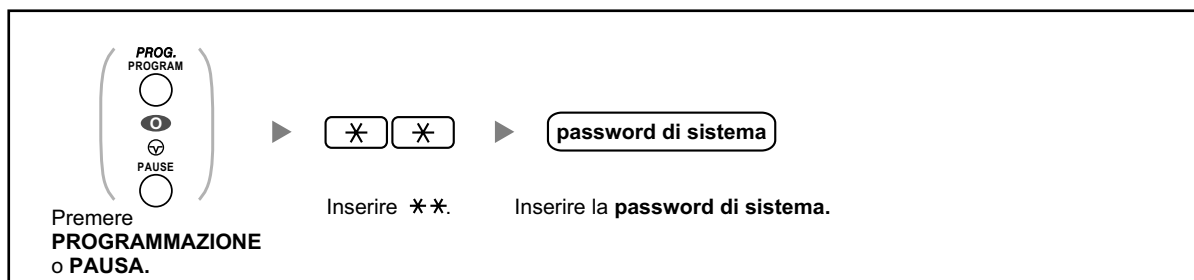 PROG.
PROGRAM
O
PAUSE
Premere
PROGRAMMAZIONE
o PAUSA.
* *
Inserire **.
password di sistema
Inserire la password di sistema.